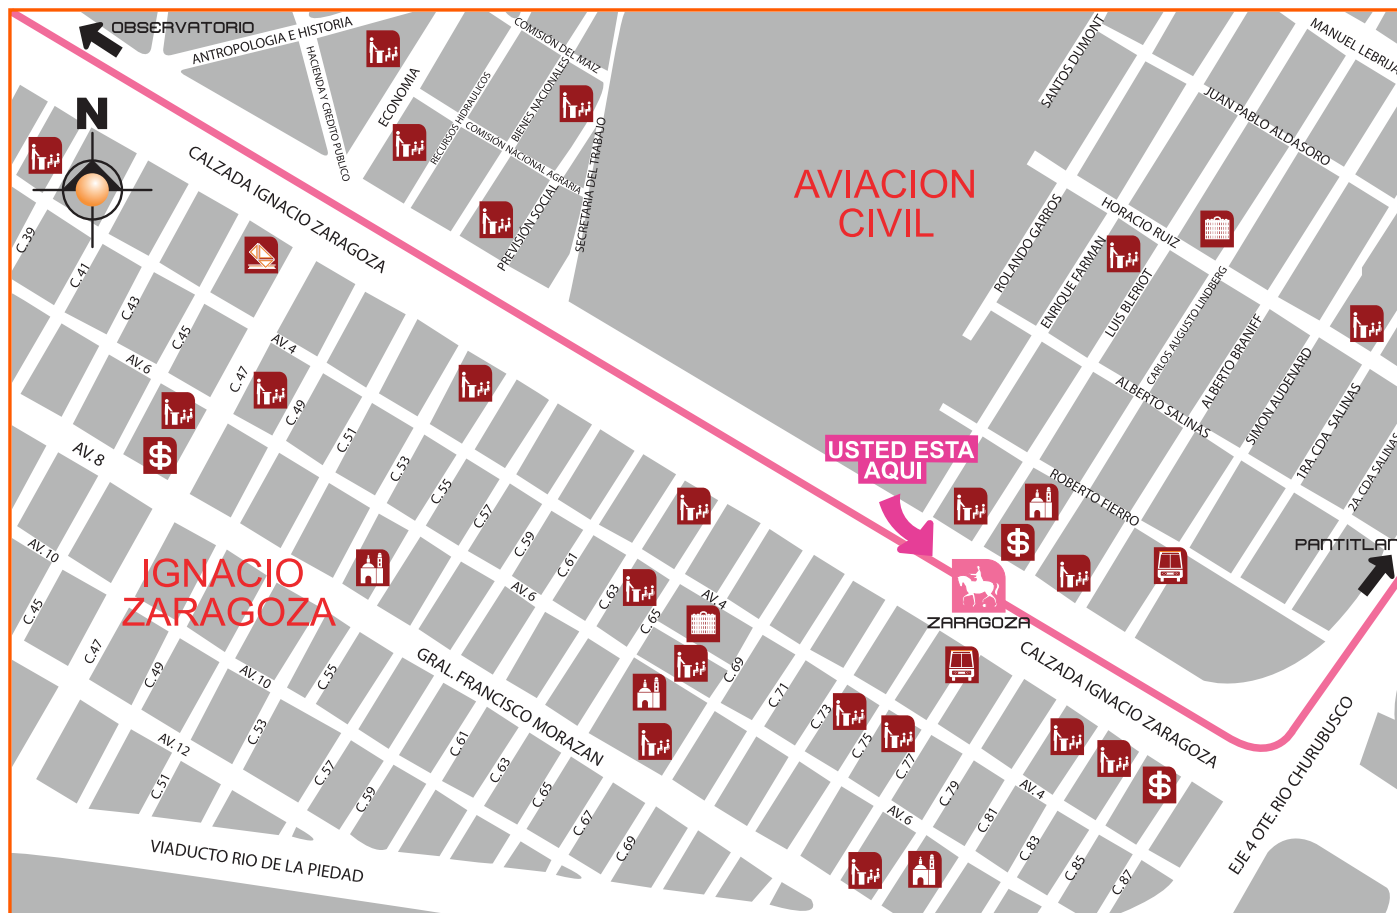 OBSERVATORIO
ANTROPOLOGIA E HISTORIA
HACIENDA Y CREDITO PUBLICO
ECONOMIA
COMISIÓN DEL MAIZ
RECURSOS HIDRAULICOS
BIENES NACIONALES
COMISIÓN NACIONAL AGRARIA
PREVISIÓN SOCIAL
SECRETARIA DEL TRABAJO
SANTOS DUMONT
MANUEL LEBRIJA
JUAN PABLO ALDASORO
N
CALZADA IGNACIO ZARAGOZA
AVIACION
CIVIL
ROLANDO GARROS
HORACIO RUIZ
ENRIQUE FARMAN
LUIS BLERIOT
CARLOS AUGUSTO LINDBERG
ALBERTO BRANIFF
SIMON AUDENARD
1RA. CDA. SALINAS
2A. CDA SALINAS
ALBERTO SALINAS
ROBERTO FIERRO
C.39
C.41
C.43
C.45
C.47
C.49
C.51
C.53
C.55
C.57
C.59
C.61
C.63
C.65
C.69
C.71
C.73
C.75
C.77
C.79
C.81
C.83
C.85
C.87
AV.4
AV.6
AV.8
AV.10
USTED ESTA
AQUI
PANTITLAN
ZARAGOZA
CALZADA IGNACIO ZARAGOZA
IGNACIO
ZARAGOZA
AV.6
AV.4
GRAL. FRANCISCO MORAZAN
C.45
C.47
C.49
C.51
C.53
C.55
C.57
C.59
C.61
C.63
C.65
C.67
C.69
AV.10
AV.12
AV.4
AV.6
EJE 4 OTE. RIO CHURUBUSCO
VIADUCTO RIO DE LA PIEDAD